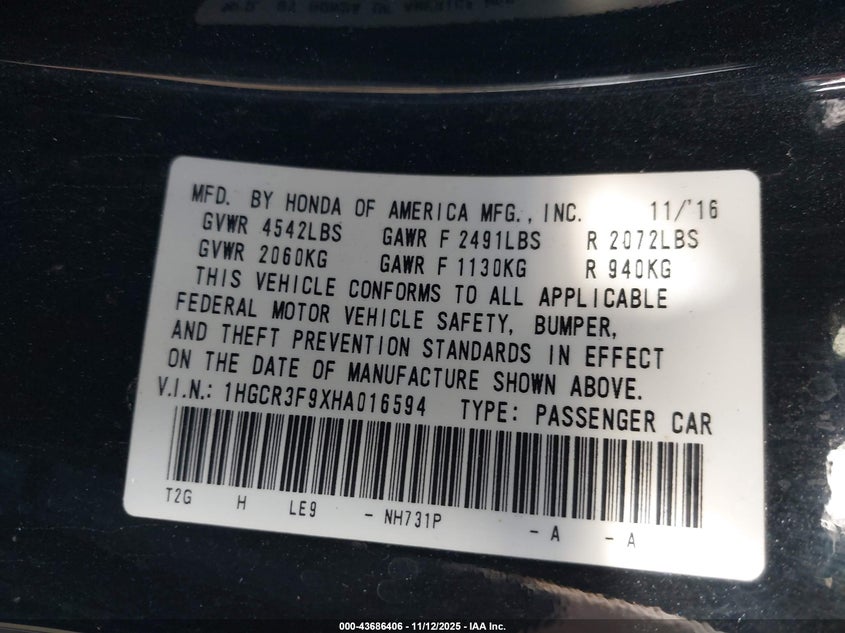 MFD. BY HONDA OF AMERICA MFG., INC. 11/'16
GVWR 4542LBS GAWR F 2491LBS R 2072LBS
GVWR 2060KG GAWR F 1130KG R 940KG
THIS VEHICLE CONFORMS TO ALL APPLICABLE
FEDERAL MOTOR VEHICLE SAFETY, BUMPER,
AND THEFT PREVENTION STANDARDS IN EFFECT
ON THE DATE OF MANUFACTURE SHOWN ABOVE.
V.I.N.: 1HGCR3F9XHA016594 TYPE: PASSENGER CAR
T2G H LE9 - NH731P - A - A
000-43686406 - 11/12/2025 - IAA Inc.